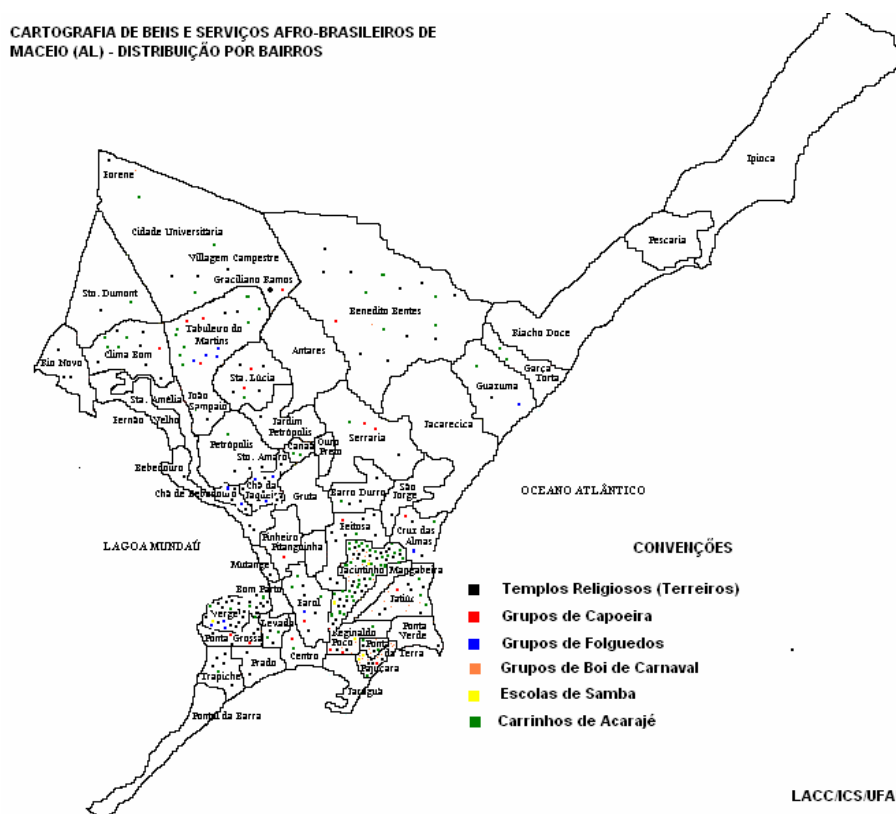 CARTOGRAFIA DE BENS E SERVIÇOS AFRO-BRASILEIROS DE
MACEIO (AL) - DISTRIBUIÇÃO POR BAIRROS
Ipioca
Forene
Cidade Universitaria
Pescaria
Villagem Campestre
Graciliano Ramos
Sto. Dumont
Benedito Bentes
Tabuleiro do
Martins
Riacho Doce
Antares
Clima Bom
Rio Novo
Garça
Torta
Sta. Lúcia
Guaxuma
Sta. Amélia
João
Sampaio
Fernão Velho
Jacarecica
Jardim
Petrópolis
Serraria
Petrópolis
Canaã
Ouro
Preto
Sto. Amaro
Bebedouro
São
Jorge
Chã de Bebedouro
Chã da
Jaqueira
Gruta
Barro Durro
OCEANO ATLÂNTICO
Feitosa
Cruz das
Almas
Pinheiro
Pitanguinha
LAGOA MUNDAÚ
CONVENÇÕES
Mutange
Jacintinho
Mangabeira
Bom Parto
Templos Religiosos (Terreiros)
Jatiúc
Farol
Vergel
Grupos de Capoeira
Levada
Ponta
Verde
Reginaldo
Ponta Grossa
Poço
Ponta
da Terra
Grupos de Folguedos
Centro
Prado
Pajuçara
Grupos de Boi de Carnaval
Trapiche
Jaraguá
Escolas de Samba
Pontal da Barra
Carrinhos de Acarajé
LACC/ICS/UFA